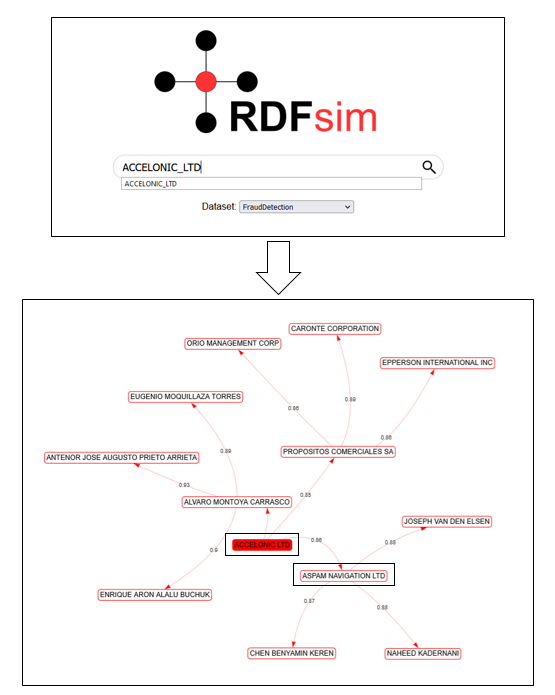 RDFsim
ACCELONIC_LTD
ACCELONIC_LTD
Dataset: FraudDetection
CARONTE CORPORATION
ORIO MANAGEMENT CORP
EPPERSON INTERNATIONAL INC
EUGENIO MOQUILLAZA TORRES
0.86
0.89
0.86
PROPOSITOS COMERCIALES SA
0.89
ANTENOR JOSE AUGUSTO PRIETO ARRIETA
0.93
0.85
ALVARO MONTOYA CARRASCO
JOSEPH VAN DEN ELSEN
0.86
0.88
ACCELONIC LTD
0.9
ASPAM NAVIGATION LTD
ENRIQUE ARON ALALU BUCHUK
0.87
0.88
CHEN BENYAMIN KEREN
NAHEED KADERNANI